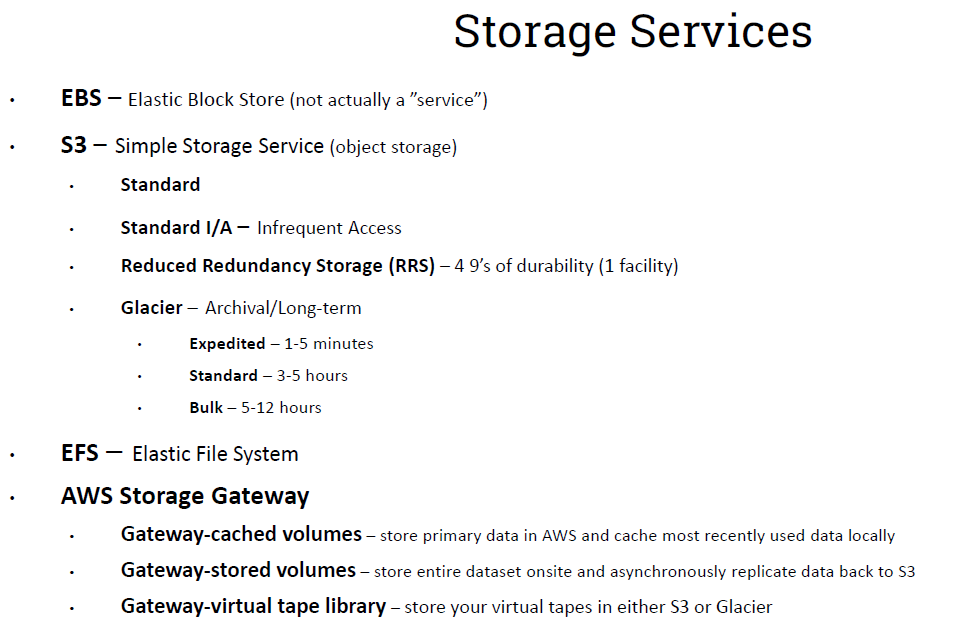 Storage Services
• EBS – Elastic Block Store (not actually a ”service”)
• S3 – Simple Storage Service (object storage)
• Standard
• Standard I/A – Infrequent Access
• Reduced Redundancy Storage (RRS) – 4 9’s of durability (1 facility)
• Glacier – Archival/Long-term
• Expedited – 1-5 minutes
• Standard – 3-5 hours
• Bulk – 5-12 hours
• EFS – Elastic File System
• AWS Storage Gateway
• Gateway-cached volumes – store primary data in AWS and cache most recently used data locally
• Gateway-stored volumes – store entire dataset onsite and asynchronously replicate data back to S3
• Gateway-virtual tape library – store your virtual tapes in either S3 or Glacier